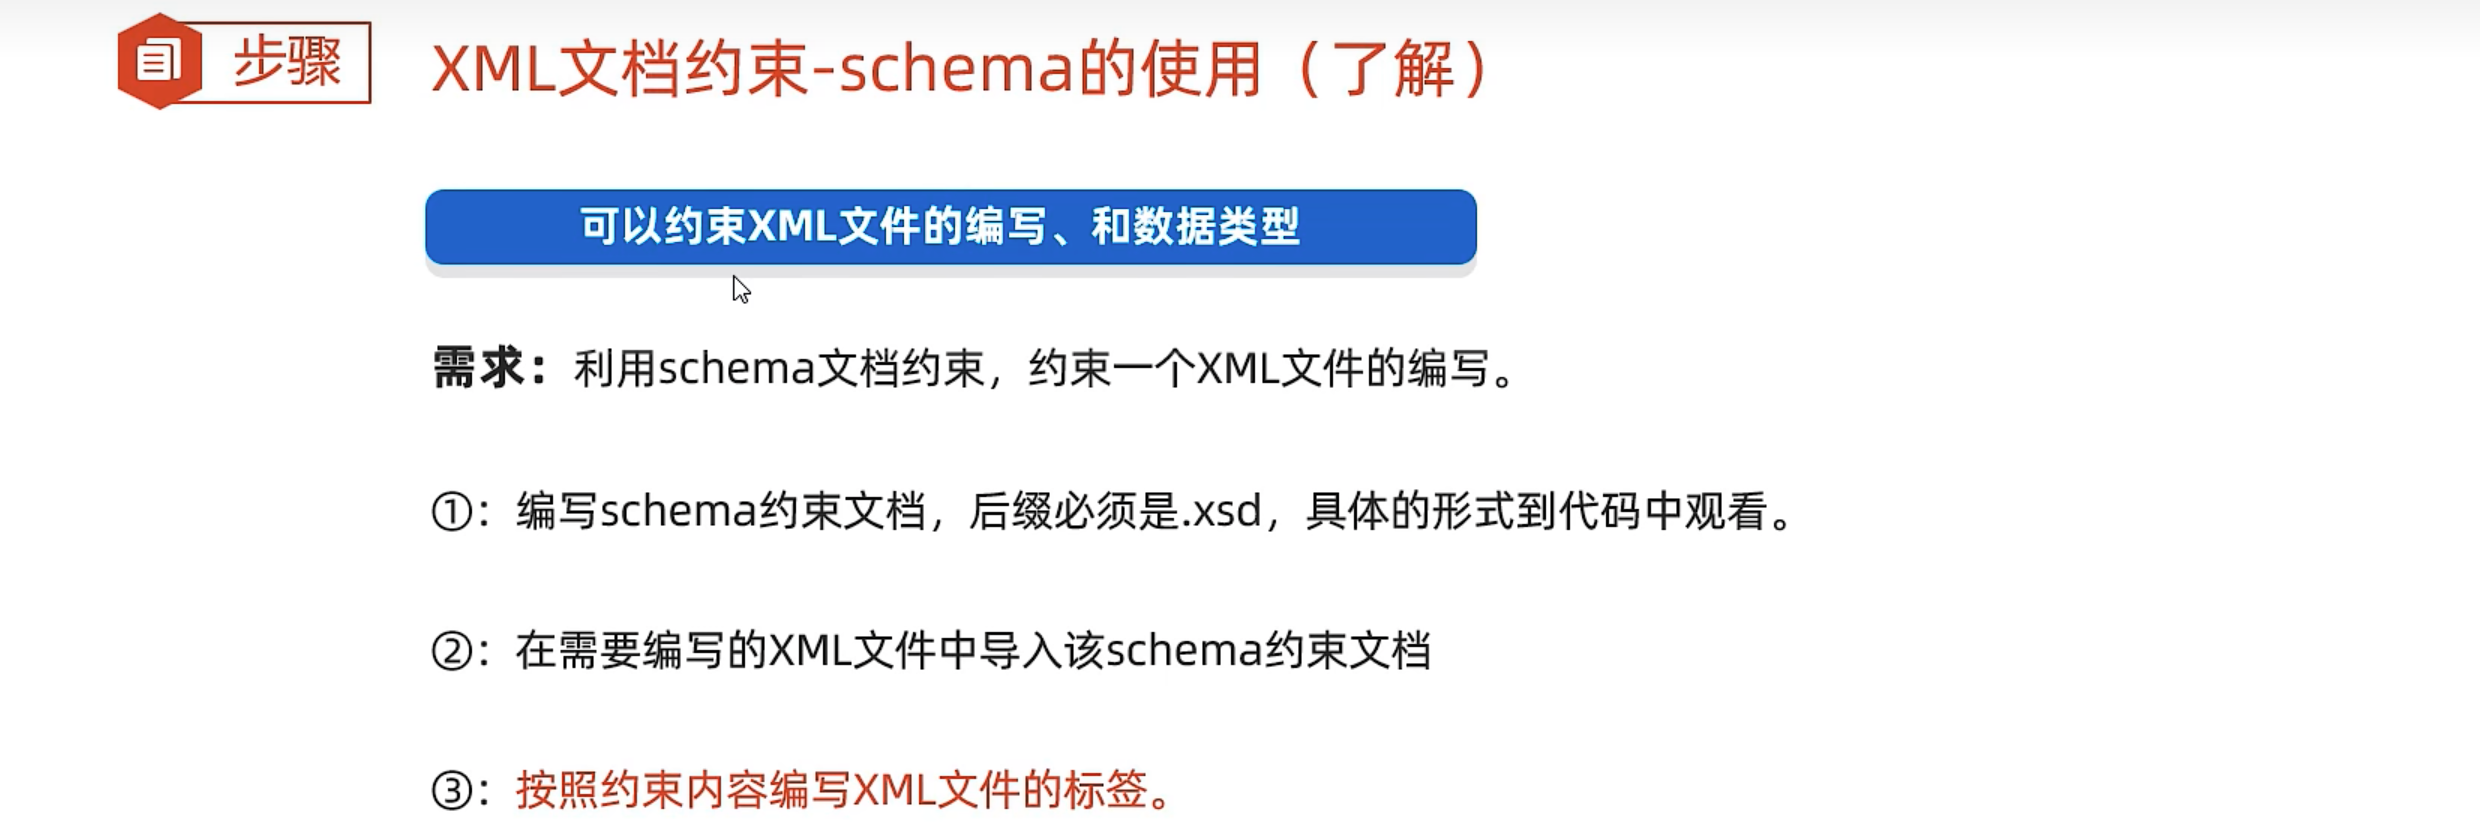 步骤
XML文档约束-schema的使用（了解）
可以约束XML文件的编写、和数据类型
需求：利用schema文档约束，约束一个XML文件的编写。
①：编写schema约束文档，后缀必须是.xsd，具体的形式到代码中观看。
②：在需要编写的XML文件中导入该schema约束文档
③：按照约束内容编写XML文件的标签。